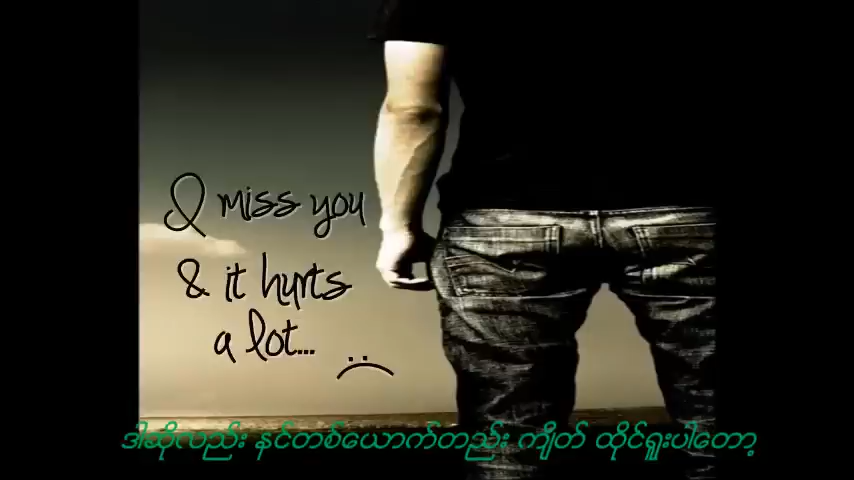 I miss you
& it hurts
a lot...
ဒါဆိုလည်း နင်တစ်ယောက်တည်း ကျိတ် ထိုင်ရှုးပါတော့